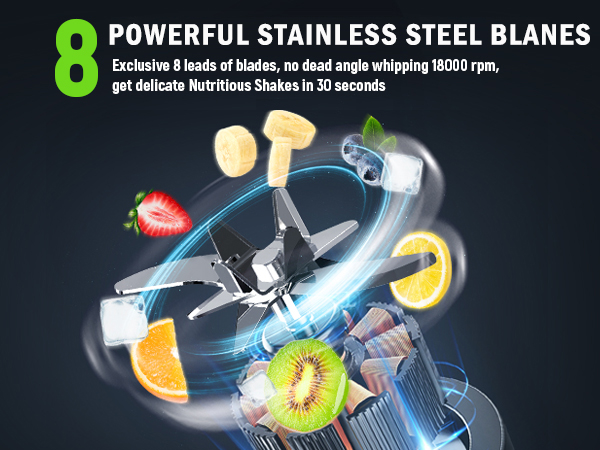 8 POWERFUL STAINLESS STEEL BLANES
Exclusive 8 leads of blades, no dead angle whipping 18000 rpm,
get delicate Nutritious Shakes in 30 seconds